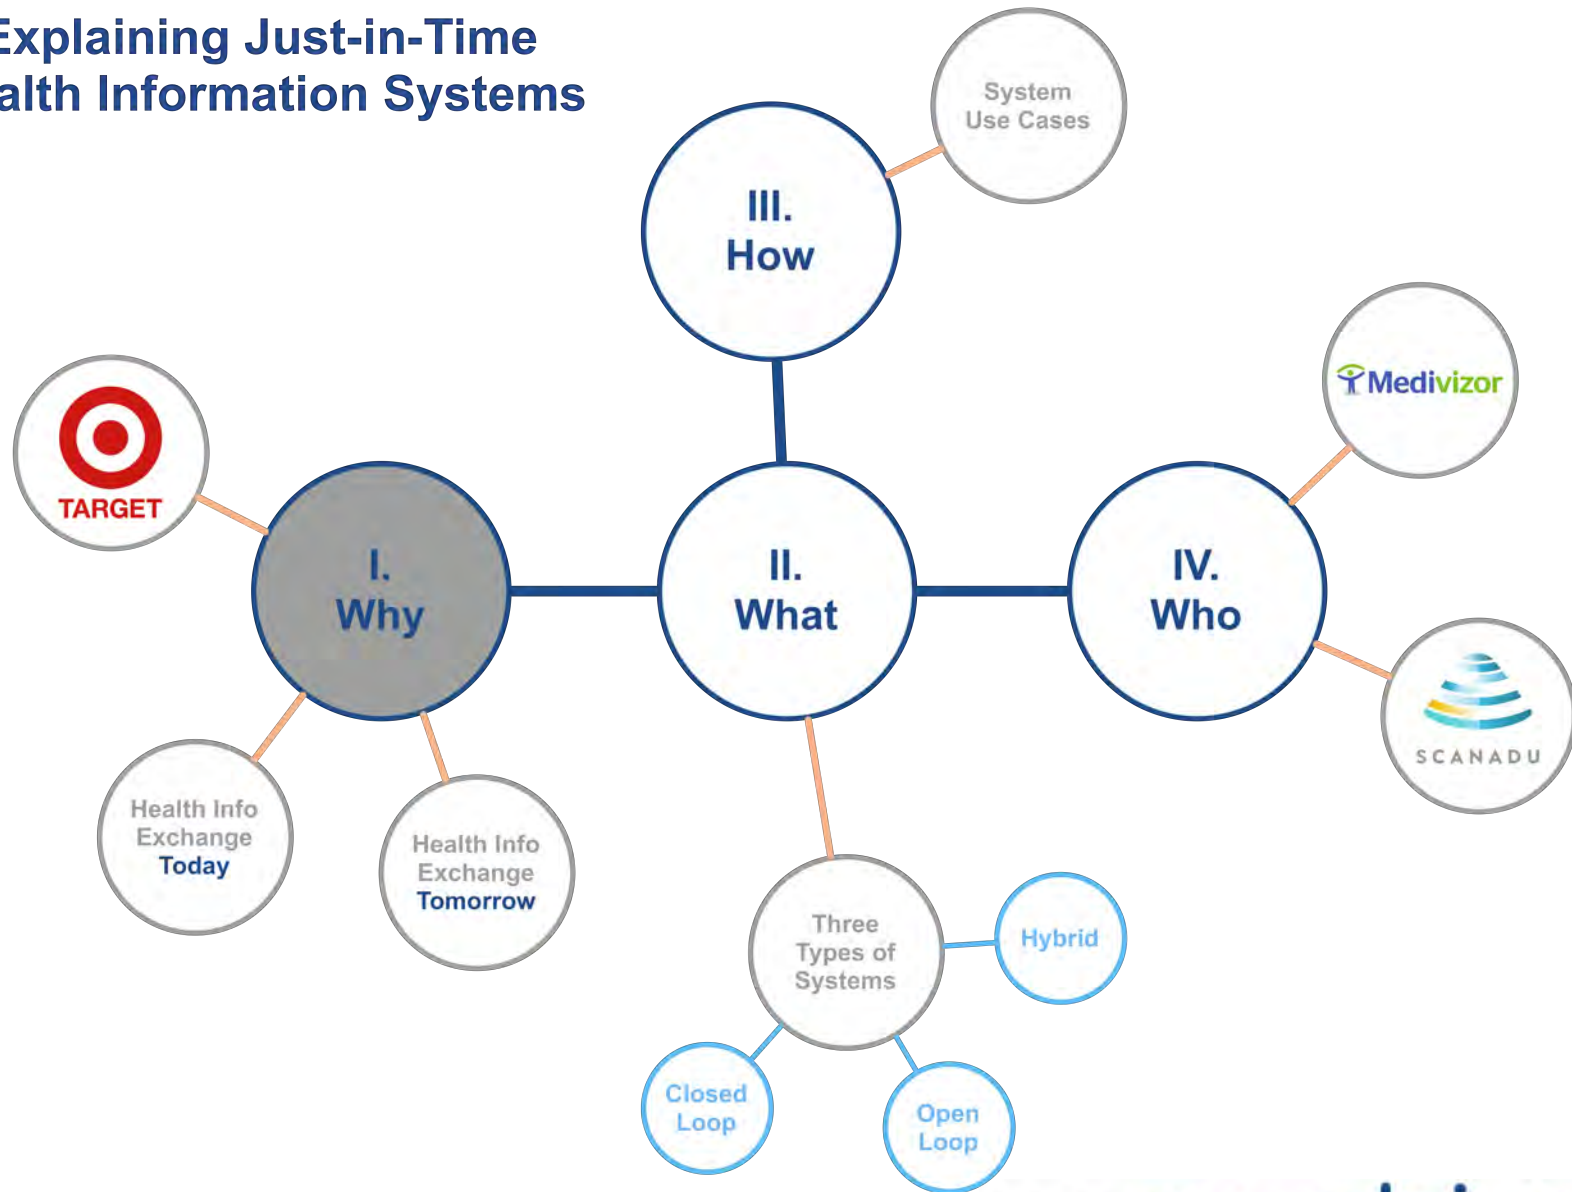 Explaining Just-in-Time
alth Information Systems
System
Use Cases
III.
How
Medivizor
TARGET
I.
Why
II.
What
IV.
Who
SCANADU
Health Info
Exchange
Today
Health Info
Exchange
Tomorrow
Three
Types of
Systems
Hybrid
Closed
Loop
Open
Loop